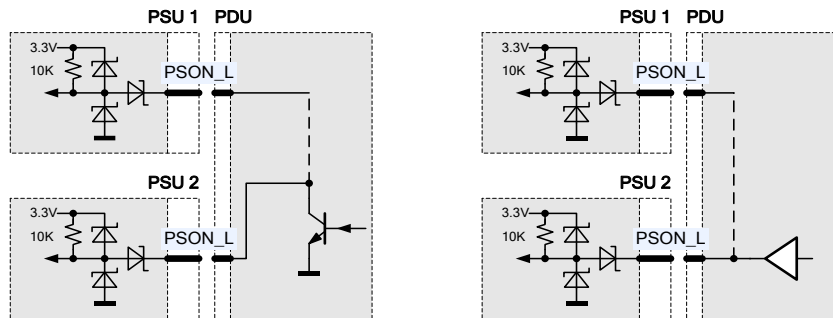 PSU 1 PDU
3.3V
10K
PSON_L
PSU 2
3.3V
10K
PSON_L
PSU 1 PDU
3.3V
10K
PSON_L
PSU 2
3.3V
10K
PSON_L